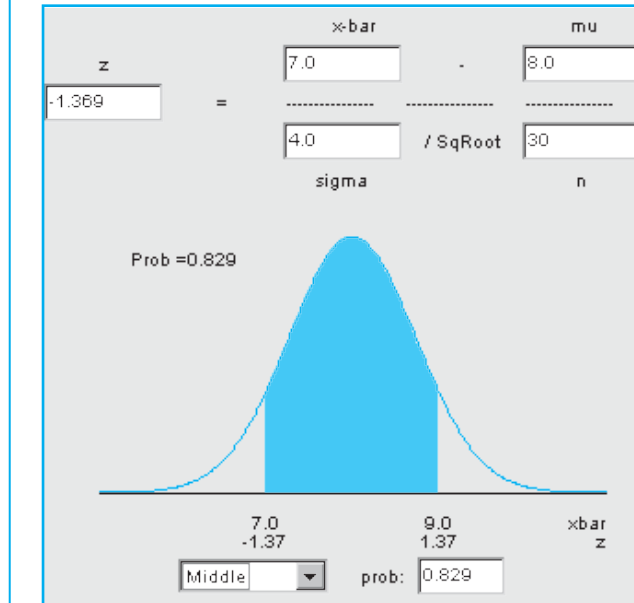 x-bar mu
z 7.0 - 8.0
-1.369 = ---------------- ---------------- ----------------
4.0 / SqRoot 30
sigma n
Prob =0.829
7.0 9.0 xbar
-1.37 1.37 z
Middle prob: 0.829